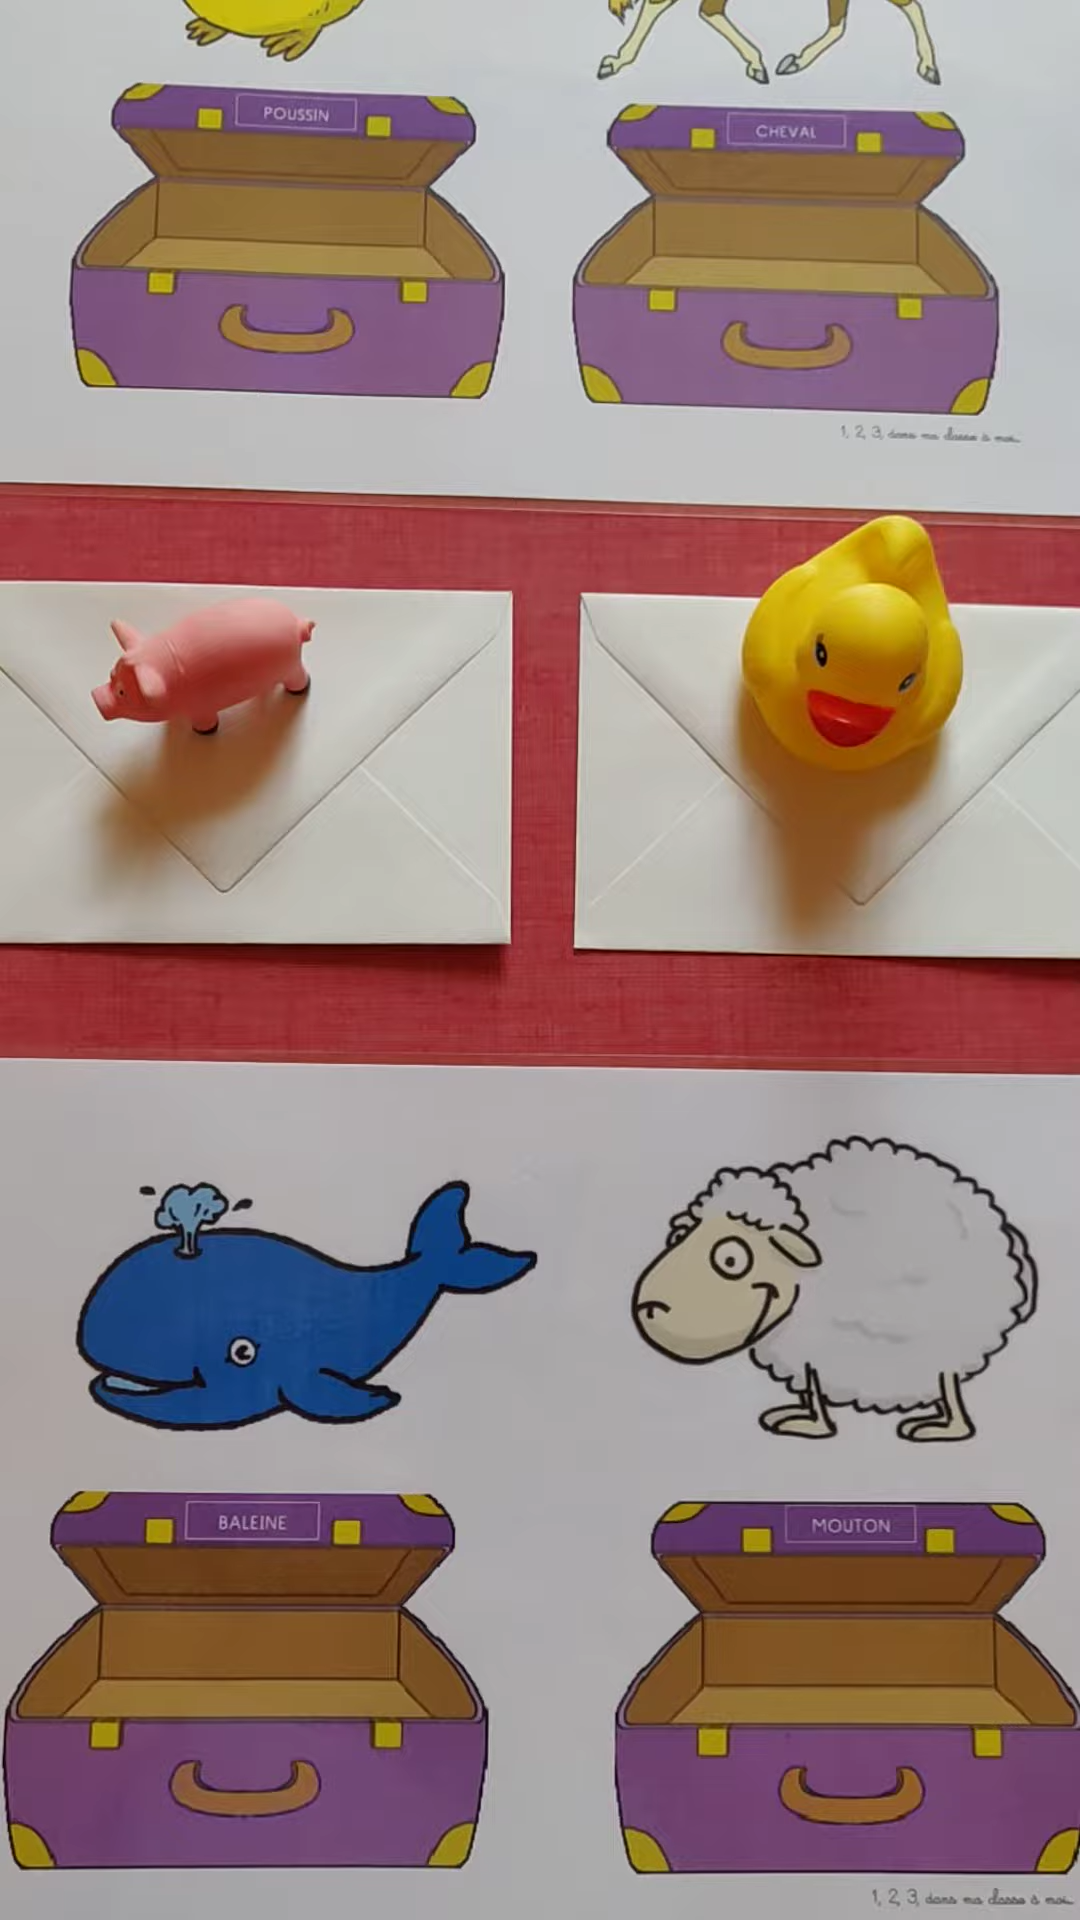 POUSSIN
CHEVAL
1, 2, 3, dans ma classe à moi...
BALEINE
MOUTON
1, 2, 3, dans ma classe à moi...